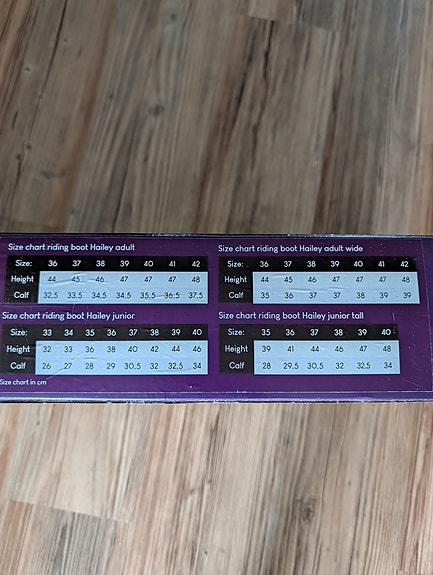 Size chart riding boot Hailey adult
Size: 36 37 38 39 40 41 42
Height 44 45 46 47 47 47 48
Calf 32,5 33,5 34,5 34,5 35,5 36,5 37,5
Size chart riding boot Hailey adult wide
Size: 36 37 38 39 40 41 42
Height 44 45 46 47 47 47 48
Calf 35 36 37 37 38 39 39
Size chart riding boot Hailey junior
Size: 33 34 35 36 37 38 39 40
Height 32 33 36 38 40 42 44 46
Calf 26 27 28 29 30,5 32 32,5 34
Size chart riding boot Hailey junior tall
Size: 35 36 37 38 39 40
Height 39 41 44 46 47 48
Calf 28 29,5 30,5 32 32,5 34
Size chart in cm